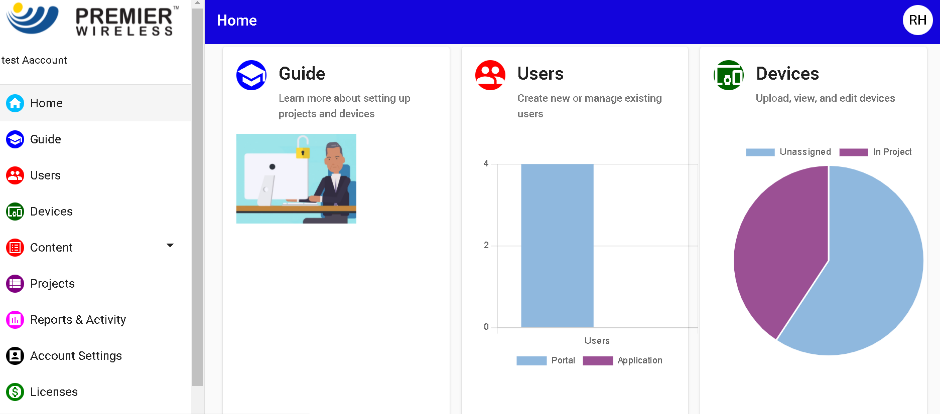 PREMIER™
WIRELESS
test Aaccount
Home
Guide
Users
Devices
Content
Projects
Reports & Activity
Account Settings
Licenses
Home
RH
Guide
Learn more about setting up
projects and devices
Users
Create new or manage existing
users
4
2
0
Users
Portal Application
Devices
Upload, view, and edit devices
Unassigned In Project